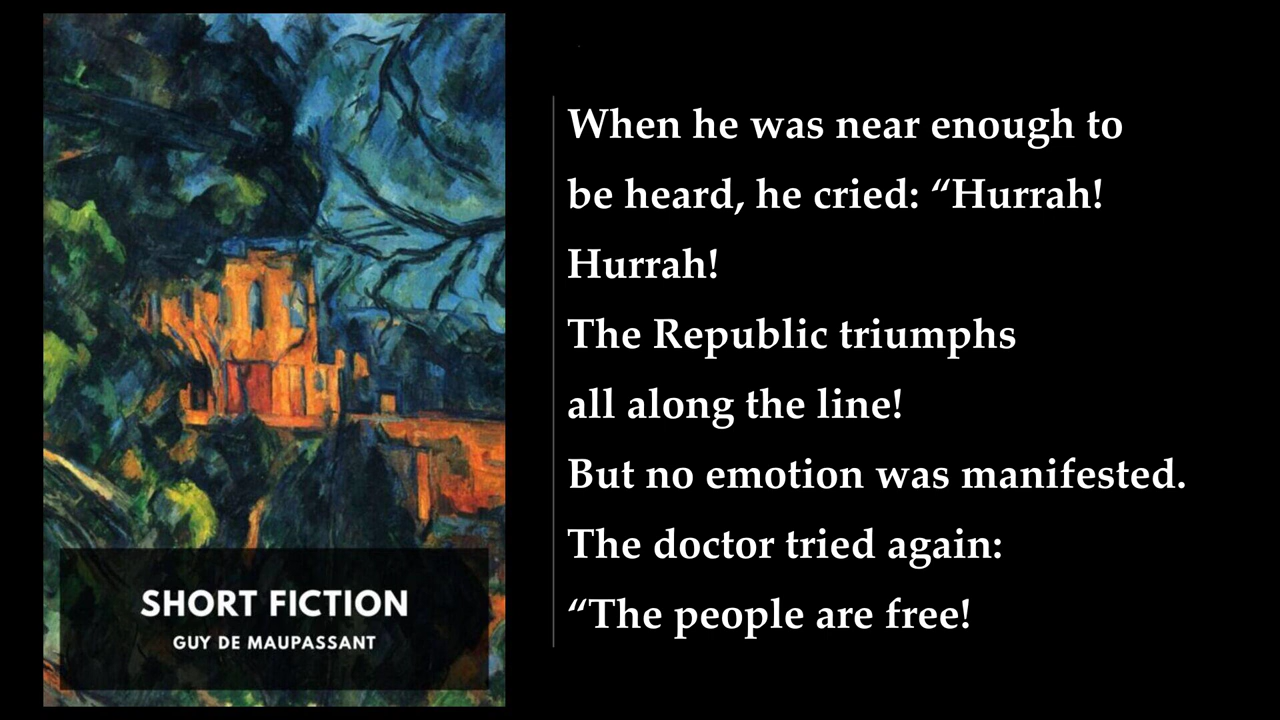 SHORT FICTION
GUY DE MAUPASSANT
When he was near enough to
be heard, he cried: “Hurrah!
Hurrah!
The Republic triumphs
all along the line!
But no emotion was manifested.
The doctor tried again:
“The people are free!